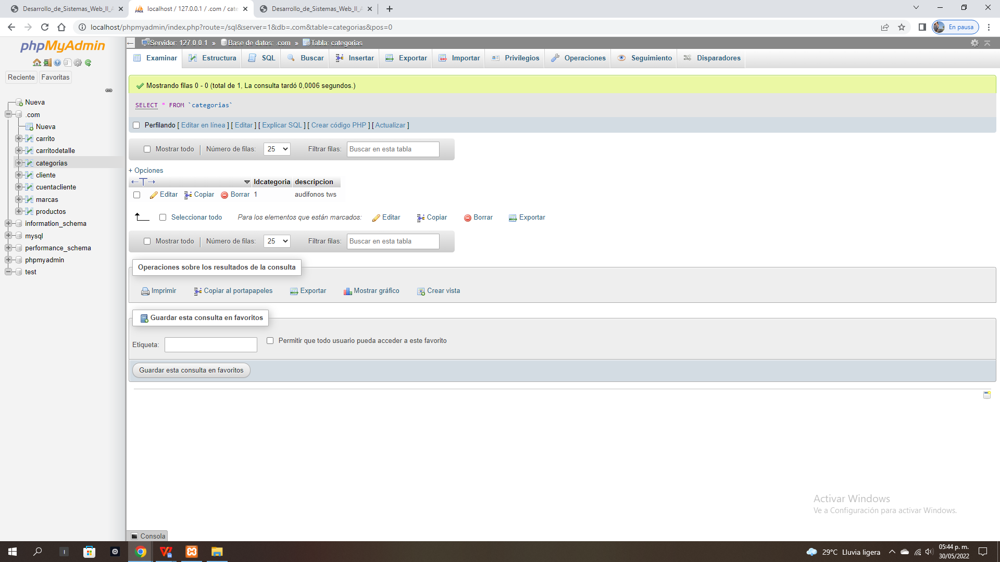 Desarrollo_de_Sistemas_Web_II_A
localhost / 127.0.0.1 / .com / cate
Desarrollo_de_Sistemas_Web_II_A
localhost/phpmyadmin/index.php?route=/sql&server=1&db=.com&table=categorias&pos=0
En pausa
phpMyAdmin
Reciente
Favoritas
Nueva
.com
Nueva
carrito
carritodetalle
categorias
cliente
cuentacliente
marcas
productos
information_schema
mysql
performance_schema
phpmyadmin
test
Servidor: 127.0.0.1 » Base de datos: .com » Tabla: categorias
Examinar
Estructura
SQL
Buscar
Insertar
Exportar
Importar
Privilegios
Operaciones
Seguimiento
Disparadores
Mostrando filas 0 - 0 (total de 1, La consulta tardó 0,0006 segundos.)
SELECT * FROM `categorias`
Perfilando [ Editar en línea ] [ Editar ] [ Explicar SQL ] [ Crear código PHP ] [ Actualizar ]
Mostrar todo | Número de filas: 25 Filtrar filas: Buscar en esta tabla
+ Opciones
Idcategoria descripcion
Editar Copiar Borrar 1 audifonos tws
Seleccionar todo Para los elementos que están marcados: Editar Copiar Borrar Exportar
Mostrar todo | Número de filas: 25 Filtrar filas: Buscar en esta tabla
Operaciones sobre los resultados de la consulta
Imprimir Copiar al portapapeles Exportar Mostrar gráfico Crear vista
Guardar esta consulta en favoritos
Etiqueta: Permitir que todo usuario pueda acceder a este favorito
Guardar esta consulta en favoritos
Activar Windows
Ve a Configuración para activar Windows.
Consola
29°C Lluvia ligera
05:44 p. m.
30/05/2022